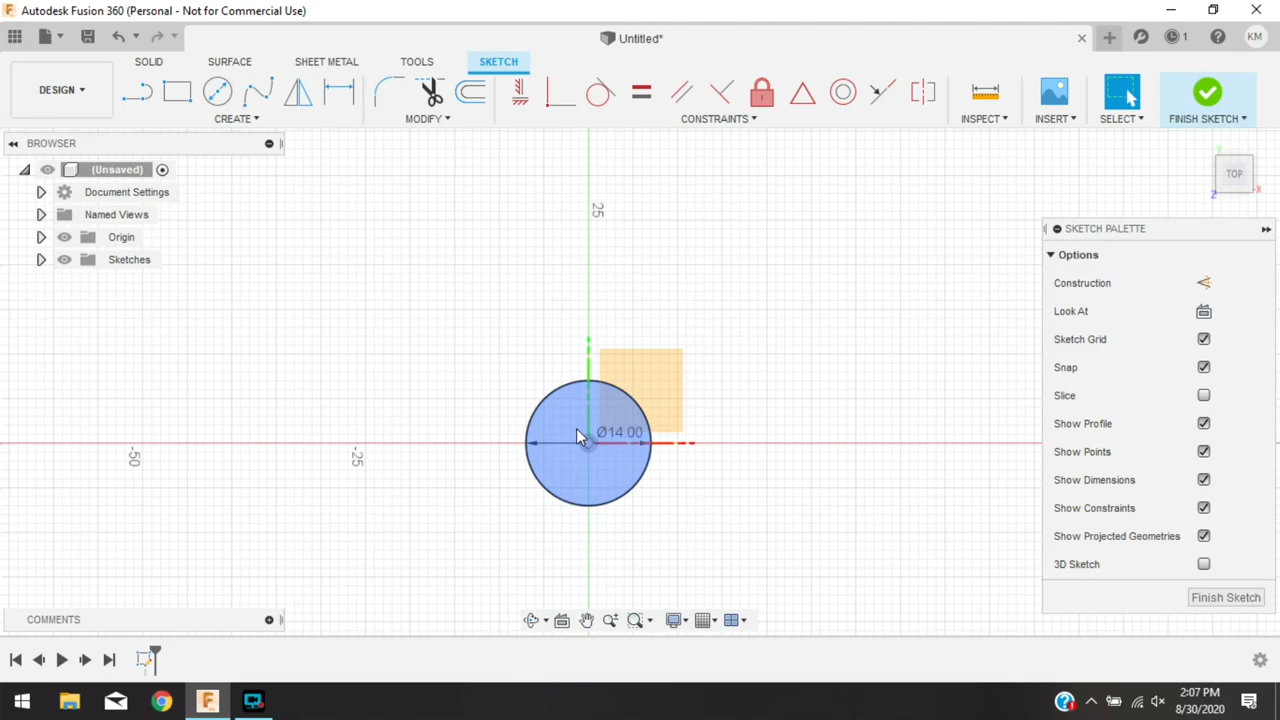 Autodesk Fusion 360 (Personal - Not for Commercial Use)
Untitled*
1
KM
SOLID
SURFACE
SHEET METAL
TOOLS
SKETCH
DESIGN
CREATE
MODIFY
CONSTRAINTS
INSPECT
INSERT
SELECT
FINISH SKETCH
BROWSER
(Unsaved)
Document Settings
Named Views
Origin
Sketches
25
-50
-25
Ø14.00
Y
TOP
X
Z
SKETCH PALETTE
Options
Construction
Look At
Sketch Grid
Snap
Slice
Show Profile
Show Points
Show Dimensions
Show Constraints
Show Projected Geometries
3D Sketch
Finish Sketch
COMMENTS
2:07 PM
8/30/2020